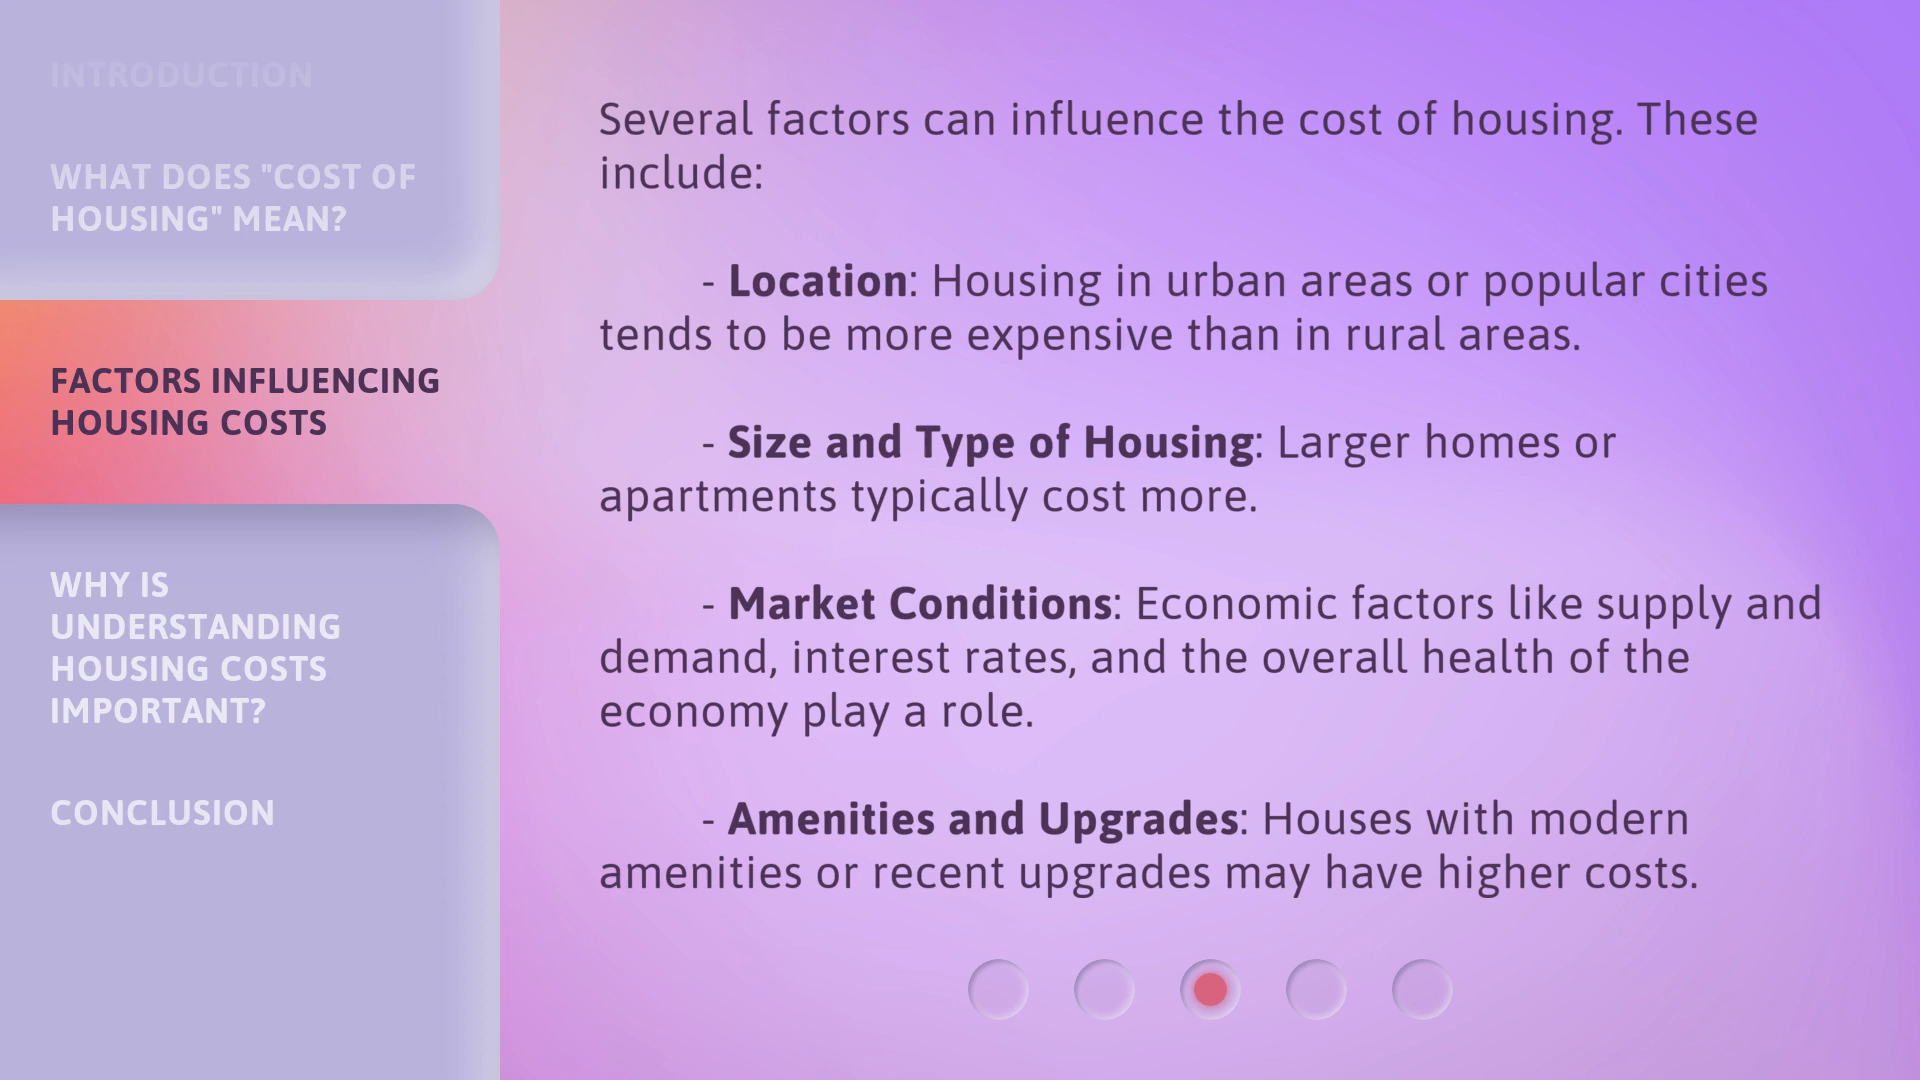 INTRODUCTION
WHAT DOES "COST OF
HOUSING" MEAN?
FACTORS INFLUENCING
HOUSING COSTS
WHY IS
UNDERSTANDING
HOUSING COSTS
IMPORTANT?
CONCLUSION
Several factors can influence the cost of housing. These
include:
- Location: Housing in urban areas or popular cities
tends to be more expensive than in rural areas.
- Size and Type of Housing: Larger homes or
apartments typically cost more.
- Market Conditions: Economic factors like supply and
demand, interest rates, and the overall health of the
economy play a role.
- Amenities and Upgrades: Houses with modern
amenities or recent upgrades may have higher costs.